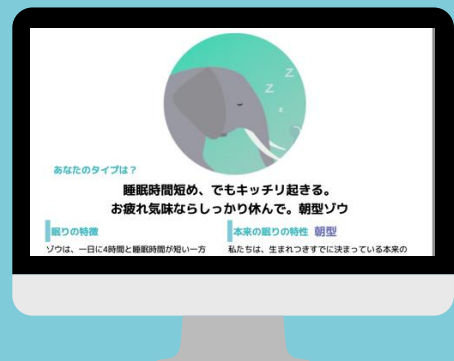 Z
Z
z
あなたのタイプは？
睡眠時間短め、でもキッチリ起きる。
お疲れ気味ならしっかり休んで。朝型ゾウ
眠りの特徴
ゾウは、一日に4時間と睡眠時間が短い一方
本来の眠りの特性 朝型
私たちは、生まれつきすでに決まっている本来の